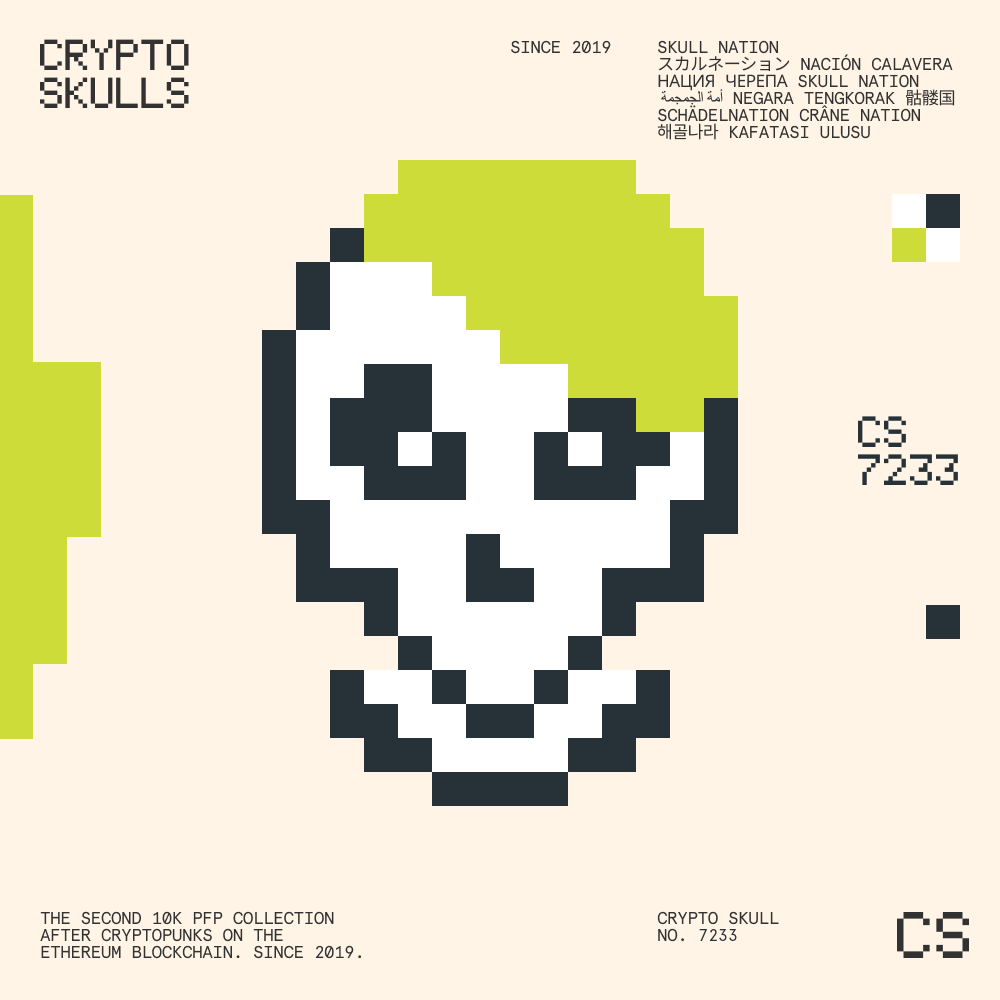 CRYPTO
SKULLS
SINCE 2019
SKULL NATION
スカルネーション NACIÓN CALAVERA
НАЦИЯ ЧЕРЕПА SKULL NATION
أمة الجمجمة NEGARA TENGKORAK 骷髅国
SCHÄDELNATION CRÂNE NATION
해골나라 KAFATASI ULUSU
CS
7233
THE SECOND 10K PFP COLLECTION
AFTER CRYPTOPUNKS ON THE
ETHEREUM BLOCKCHAIN. SINCE 2019.
CRYPTO SKULL
NO. 7233
CS